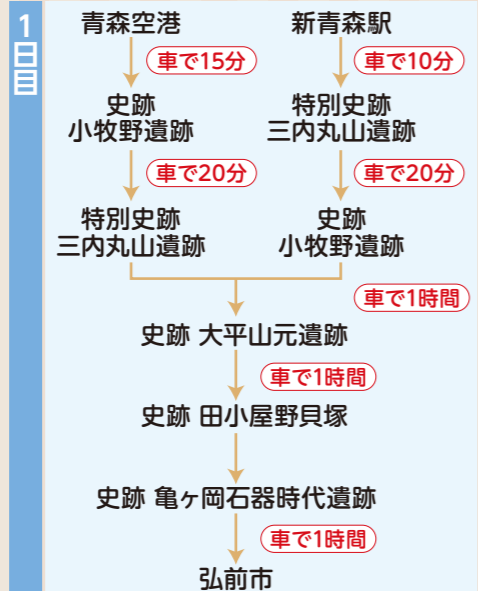 1日目
青森空港
車で15分
史跡
小牧野遺跡
車で20分
特別史跡
三内丸山遺跡
新青森駅
車で10分
特別史跡
三内丸山遺跡
車で20分
史跡
小牧野遺跡
車で1時間
史跡 大平山元遺跡
車で1時間
史跡 田小屋野貝塚
史跡 亀ヶ岡石器時代遺跡
車で1時間
弘前市